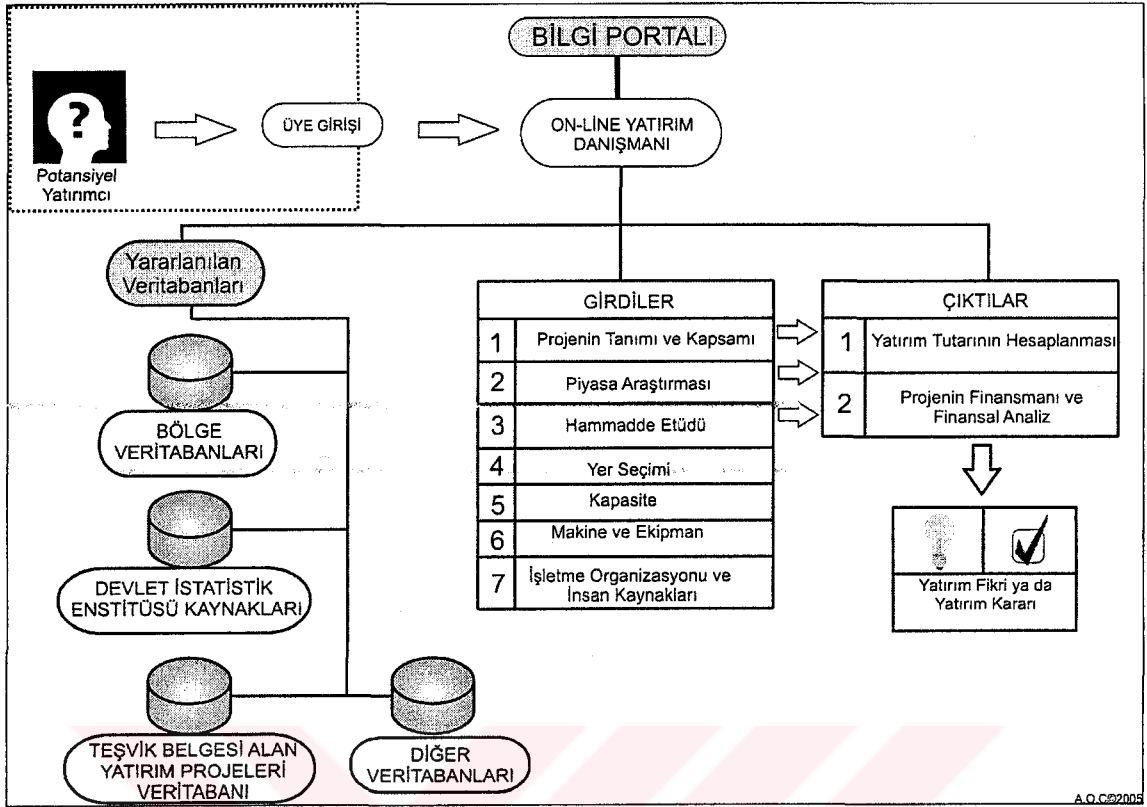 BİLGİ PORTALI
?
Potansiyel
Yatırımcı
ÜYE GİRİŞİ
ON-LINE YATIRIM
DANIŞMANI
Yararlanılan
Veritabanları
BÖLGE
VERİTABANLARI
DEVLET İSTATİSTİK
ENSTİTÜSÜ KAYNAKLARI
TEŞVİK BELGESİ ALAN
YATIRIM PROJELERİ
VERİTABANI
DİĞER
VERİTABANLARI
GİRDİLER
1 Projenin Tanımı ve Kapsamı
2 Piyasa Araştırması
3 Hammadde Etüdü
4 Yer Seçimi
5 Kapasite
6 Makine ve Ekipman
7 İşletme Organizasyonu ve
İnsan Kaynakları
ÇIKTILAR
1 Yatırım Tutarının Hesaplanması
2 Projenin Finansmanı ve
Finansal Analiz
Yatırım Fikri ya da
Yatırım Kararı
A.O.C©2005